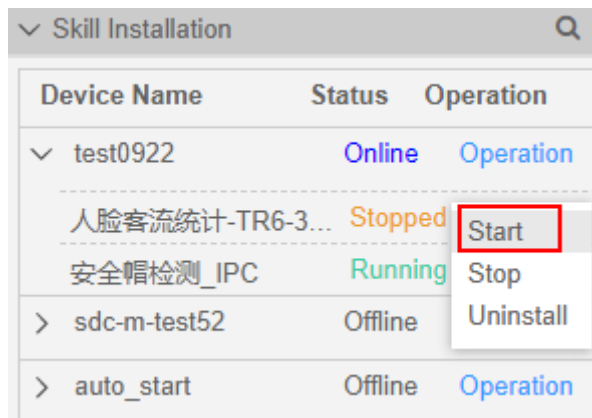 Skill Installation
Device Name Status Operation
test0922 Online Operation
人脸客流统计-TR6-3... Stopped
Start
安全帽检测_IPC Running
Stop
sdc-m-test52 Offline
Uninstall
auto_start Offline Operation